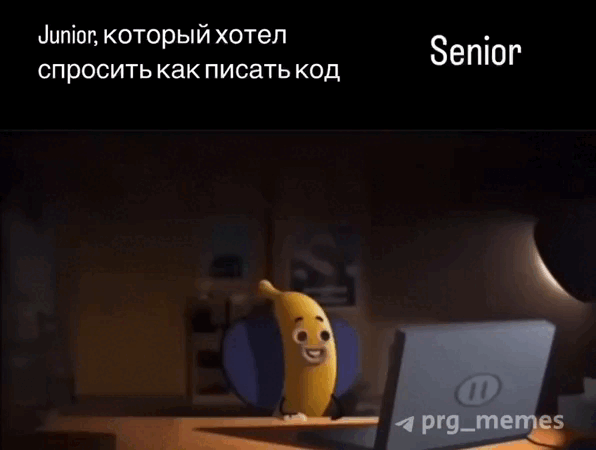 Junior, который хотел
спросить как писать код
Senior
prg_memes